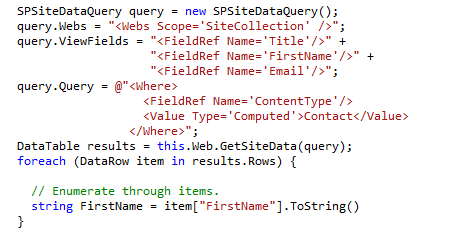 SPSiteDataQuery query = new SPSiteDataQuery();
query.Webs = "<Webs Scope='SiteCollection' />";
query.ViewFields = "<FieldRef Name='Title'/>" +
"<FieldRef Name='FirstName'/>" +
"<FieldRef Name='Email'/>";
query.Query = @"<Where>
<FieldRef Name='ContentType'/>
<Value Type='Computed'>Contact</Value>
</Where>";
DataTable results = this.Web.GetSiteData(query);
foreach (DataRow item in results.Rows) {
// Enumerate through items.
string FirstName = item["FirstName"].ToString()
}